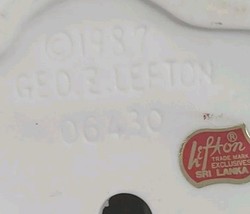 ©1987
GEO.Z.LEFTON
06430
Lefton ®
TRADE MARK
EXCLUSIVES
SRI LANKA